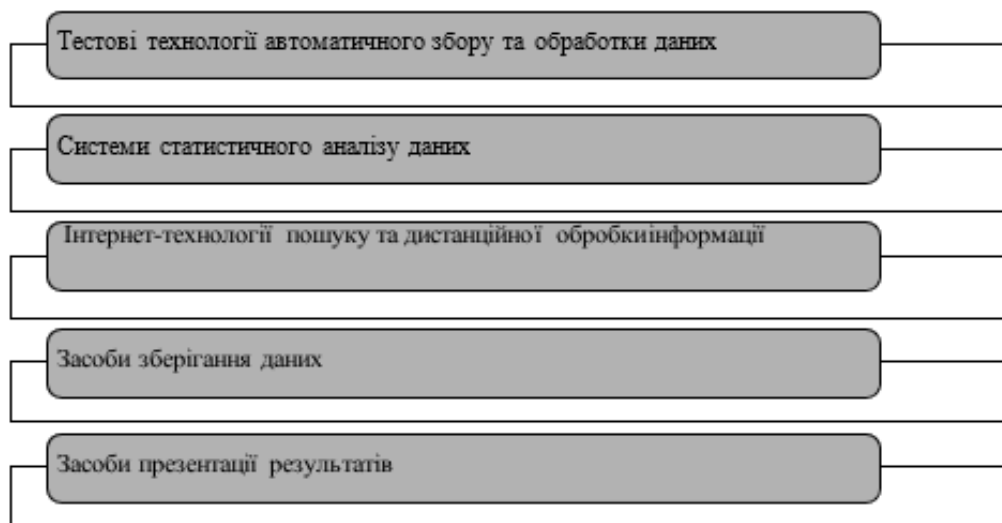 Тестові технології автоматичного збору та обработки даних
Системи статистичного аналізу даних
Інтернет-технології пошуку та дистанційної обробкиінформації
Засоби зберігання даних
Засоби презентації результатів